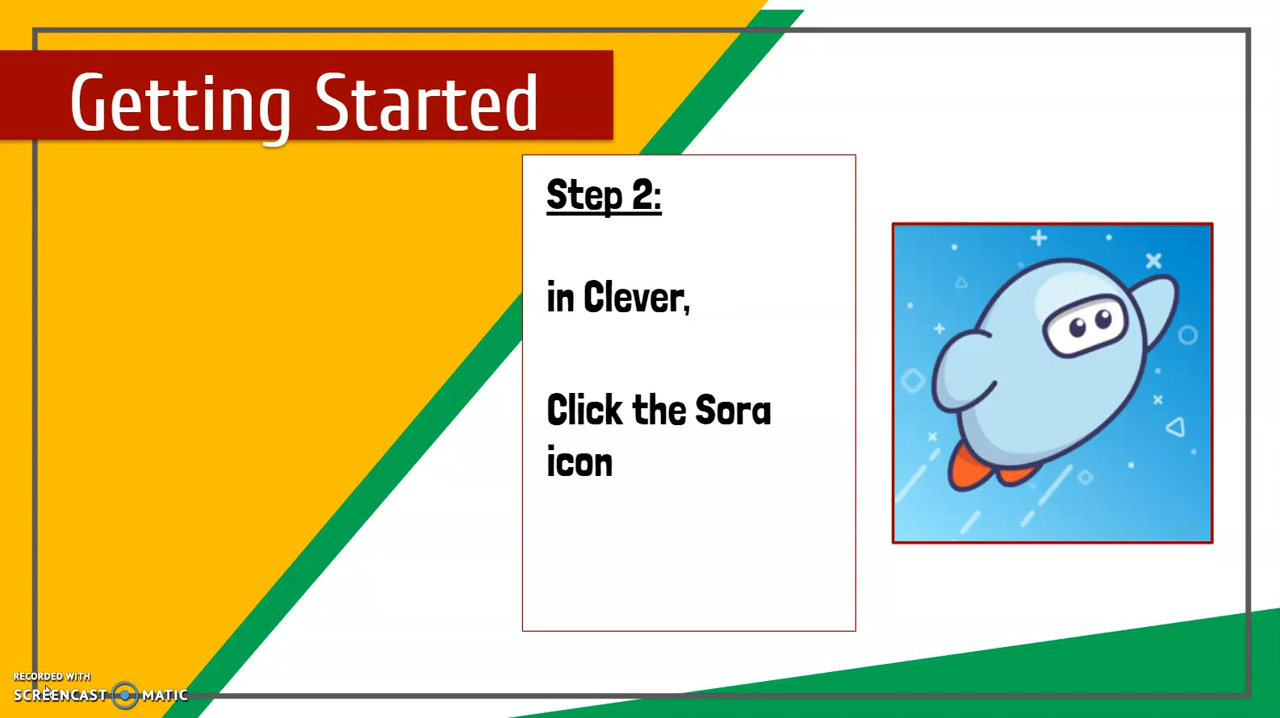 Getting Started
Step 2:
in Clever,
Click the Sora
icon
RECORDED WITH
SCREENCAST MATIC